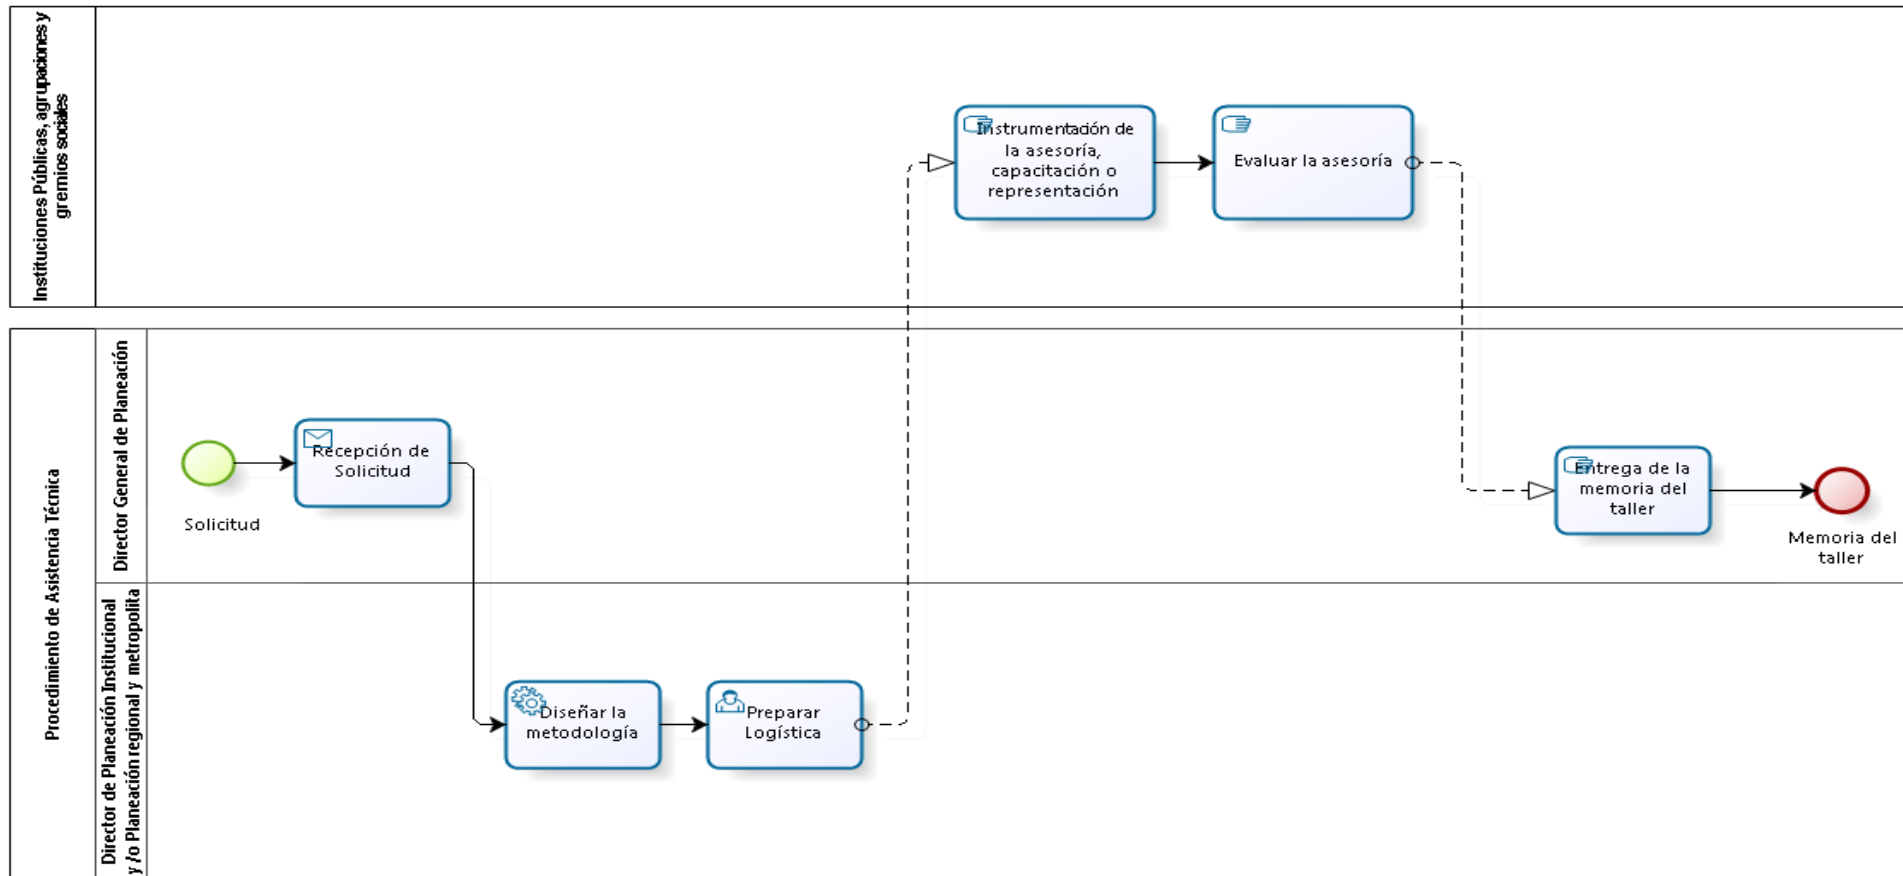 Instituciones Públicas, agrupaciones y
gremios sociales
Instrumentación de
la asesoría,
capacitación o
representación
Evaluar la asesoría
Procedimiento de Asistencia Técnica
Director General de Planeación
Solicitud
Recepción de
Solicitud
Entrega de la
memoria del
taller
Memoria del
taller
Director de Planeación Institucional
y /o Planeación regional y metropolita
Diseñar la
metodología
Preparar
Logística